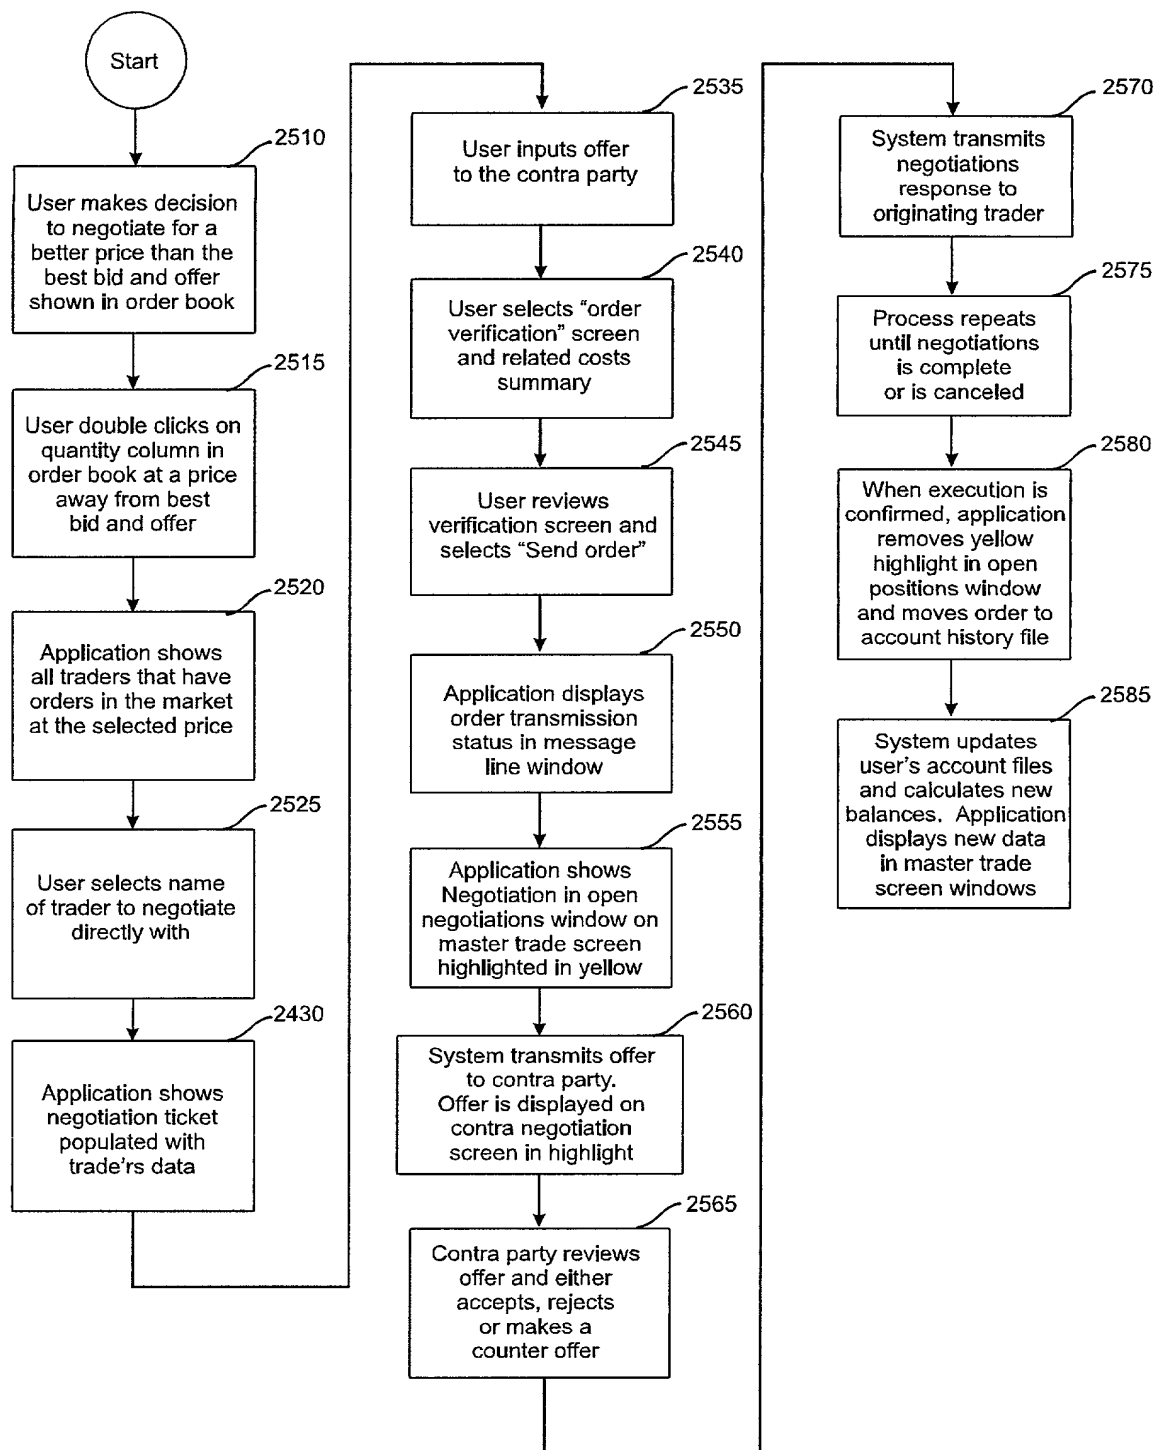 Start
2510
User makes decision
to negotiate for a
better price than the
best bid and offer
shown in order book
2515
User double clicks on
quantity column in
order book at a price
away from best
bid and offer
2520
Application shows
all traders that have
orders in the market
at the selected price
2525
User selects name
of trader to negotiate
directly with
2430
Application shows
negotiation ticket
populated with
trade'rs data
2535
User inputs offer
to the contra party
2540
User selects “order
verification” screen
and related costs
summary
2545
User reviews
verification screen and
selects “Send order”
2550
Application displays
order transmission
status in message
line window
2555
Application shows
Negotiation in open
negotiations window on
master trade screen
highlighted in yellow
2560
System transmits offer
to contra party.
Offer is displayed on
contra negotiation
screen in highlight
2565
Contra party reviews
offer and either
accepts, rejects
or makes a
counter offer
2570
System transmits
negotiations
response to
originating trader
2575
Process repeats
until negotiations
is complete
or is canceled
2580
When execution is
confirmed, application
removes yellow
highlight in open
positions window
and moves order to
account history file
2585
System updates
user's account files
and calculates new
balances. Application
displays new data
in master trade
screen windows